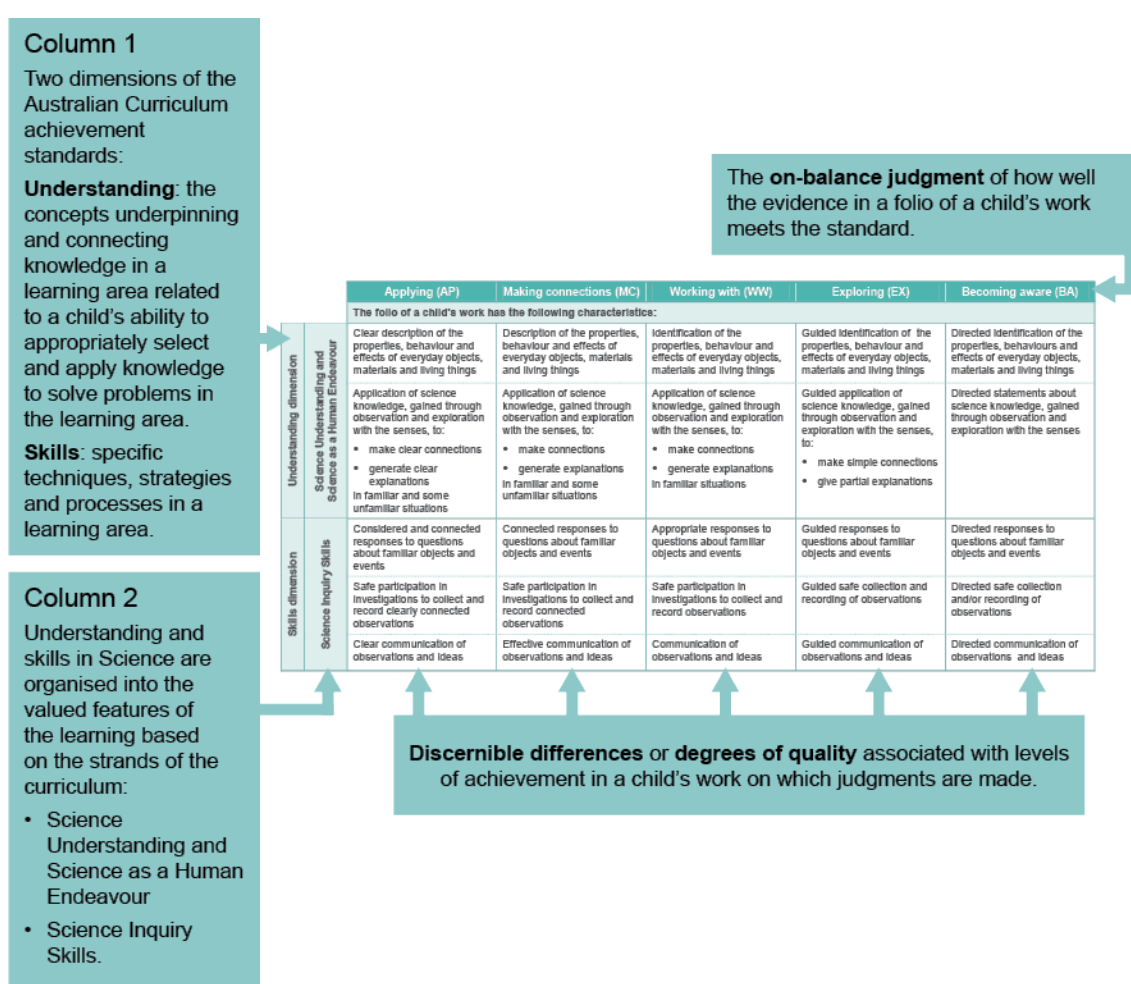 Column 1
Two dimensions of the
Australian Curriculum
achievement
standards:
Understanding: the
concepts underpinning
and connecting
knowledge in a
learning area related
to a child's ability to
appropriately select
and apply knowledge
to solve problems in
the learning area.
Skills: specific
techniques, strategies
and processes in a
learning area.
Column 2
Understanding and
skills in Science are
organised into the
valued features of
the learning based
on the strands of the
curriculum:
• Science
Understanding and
Science as a Human
Endeavour
• Science Inquiry
Skills.
The on-balance judgment of how well
the evidence in a folio of a child's work
meets the standard.
Applying (AP) Making connections (MC) Working with (WW) Exploring (EX) Becoming aware (BA)
The folio of a child's work has the following characteristics:
Understanding dimension
Science Understanding and
Science as a Human Endeavour
Clear description of the
properties, behaviour and
effects of everyday objects,
materials and living things
Description of the properties,
behaviour and effects of
everyday objects, materials
and living things
Identification of the
properties, behaviour and
effects of everyday objects,
materials and living things
Guided identification of the
properties, behaviour and
effects of everyday objects,
materials and living things
Directed identification of the
properties, behaviours and
effects of everyday objects,
materials and living things
Application of science
knowledge, gained through
observation and exploration
with the senses, to:
• make clear connections
• generate clear
explanations
in familiar and some
unfamiliar situations
Application of science
knowledge, gained through
observation and exploration
with the senses, to:
• make connections
• generate explanations
in familiar and some
unfamiliar situations
Application of science
knowledge, gained through
observation and exploration
with the senses, to:
• make connections
• generate explanations
in familiar situations
Guided application of
science knowledge, gained
through observation and
exploration with the senses,
to:
• make simple connections
• give partial explanations
Directed statements about
science knowledge, gained
through observation and
exploration with the senses
Skills dimension
Science Inquiry Skills
Considered and connected
responses to questions
about familiar objects and
events
Connected responses to
questions about familiar
objects and events
Appropriate responses to
questions about familiar
objects and events
Guided responses to
questions about familiar
objects and events
Directed responses to
questions about familiar
objects and events
Safe participation in
investigations to collect and
record clearly connected
observations
Safe participation in
investigations to collect and
record connected
observations
Safe participation in
investigations to collect and
record observations
Guided safe collection and
recording of observations
Directed safe collection
and/or recording of
observations
Clear communication of
observations and ideas
Effective communication of
observations and ideas
Communication of
observations and ideas
Guided communication of
observations and ideas
Directed communication of
observations and ideas
Discernible differences or degrees of quality associated with levels
of achievement in a child's work on which judgments are made.